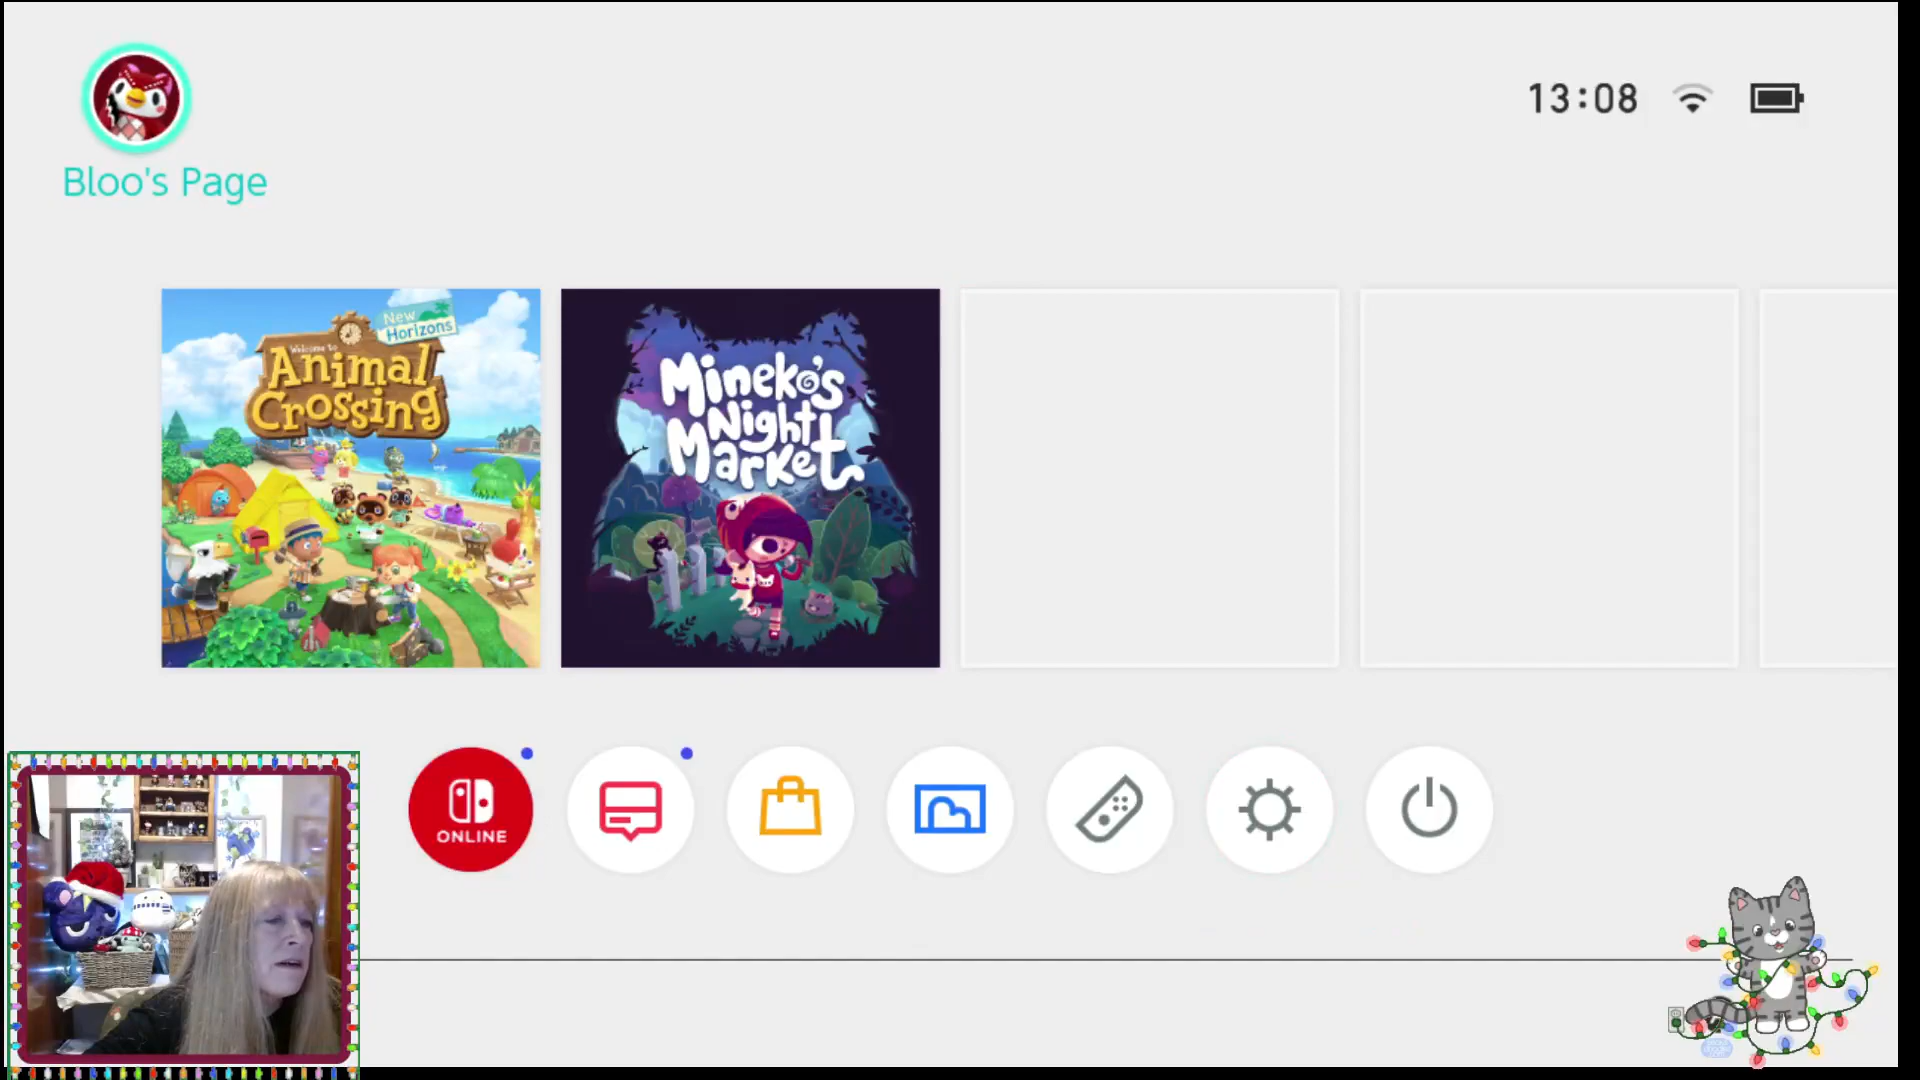 13:08
Bloo's Page
New
Horizons
Welcome to
Animal
Crossing
Mineko's
Night
Market
ONLINE